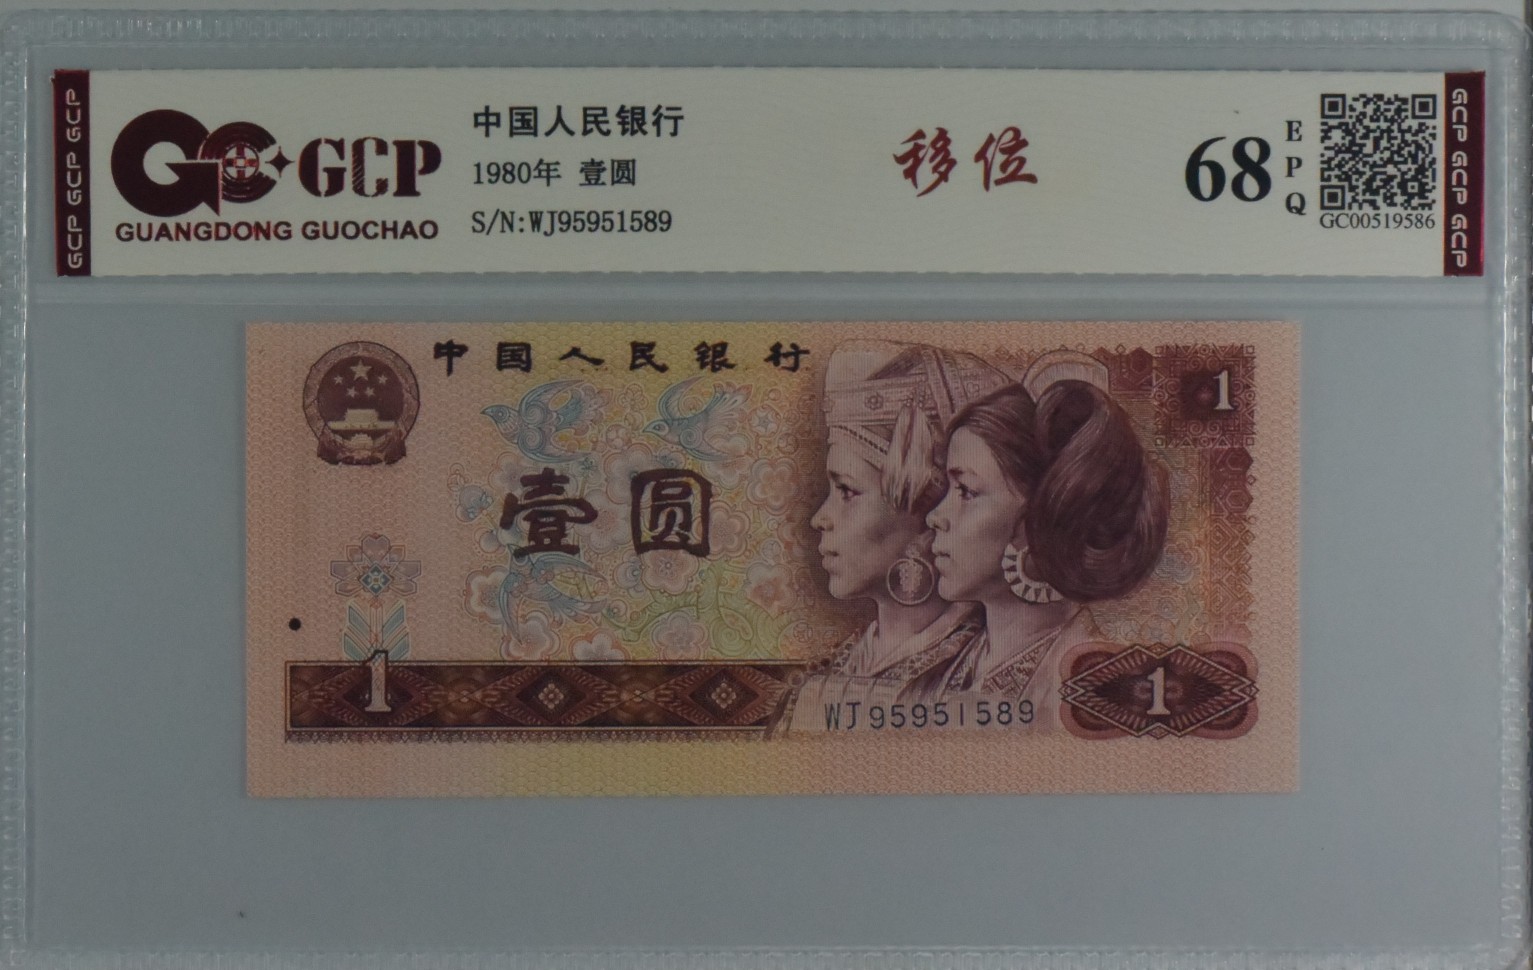 GCP GCP GCP
GCP
GUANGDONG GUOCHAO
中国人民银行
1980年 壹圆
S/N:WJ95951589
移位
68
EPQ
GC00519586
GCP GCP GCP
中国人民银行
1
壹圆
1
WJ95951589
1